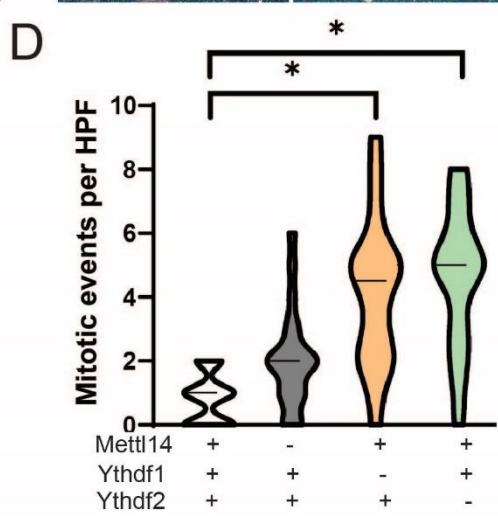 D
*
*
Mitotic events per HPF
10
8
6
4
2
0
Mettl14 + - + +
Ythdf1 + + - +
Ythdf2 + + + -